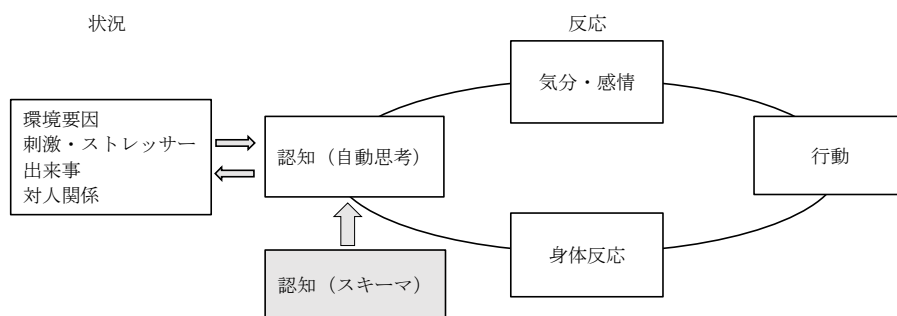 状況
反応
環境要因
刺激・ストレッサー
出来事
対人関係
認知（自動思考）
気分・感情
行動
身体反応
認知（スキーマ）